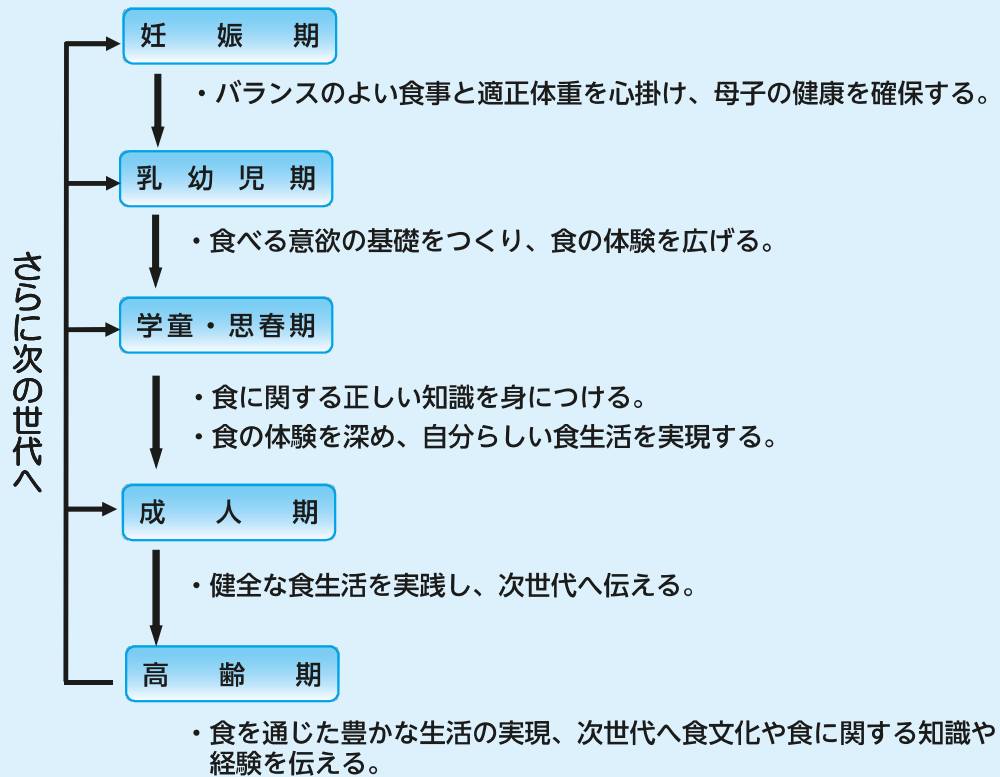 妊娠期
・バランスのよい食事と適正体重を心掛け、母子の健康を確保する。
乳幼児期
・食べる意欲の基礎をつくり、食の体験を広げる。
学童・思春期
・食に関する正しい知識を身につける。
・食の体験を深め、自分らしい食生活を実現する。
成人期
・健全な食生活を実践し、次世代へ伝える。
高齢期
・食を通じた豊かな生活の実現、次世代へ食文化や食に関する知識や
経験を伝える。
さらに次の世代へ